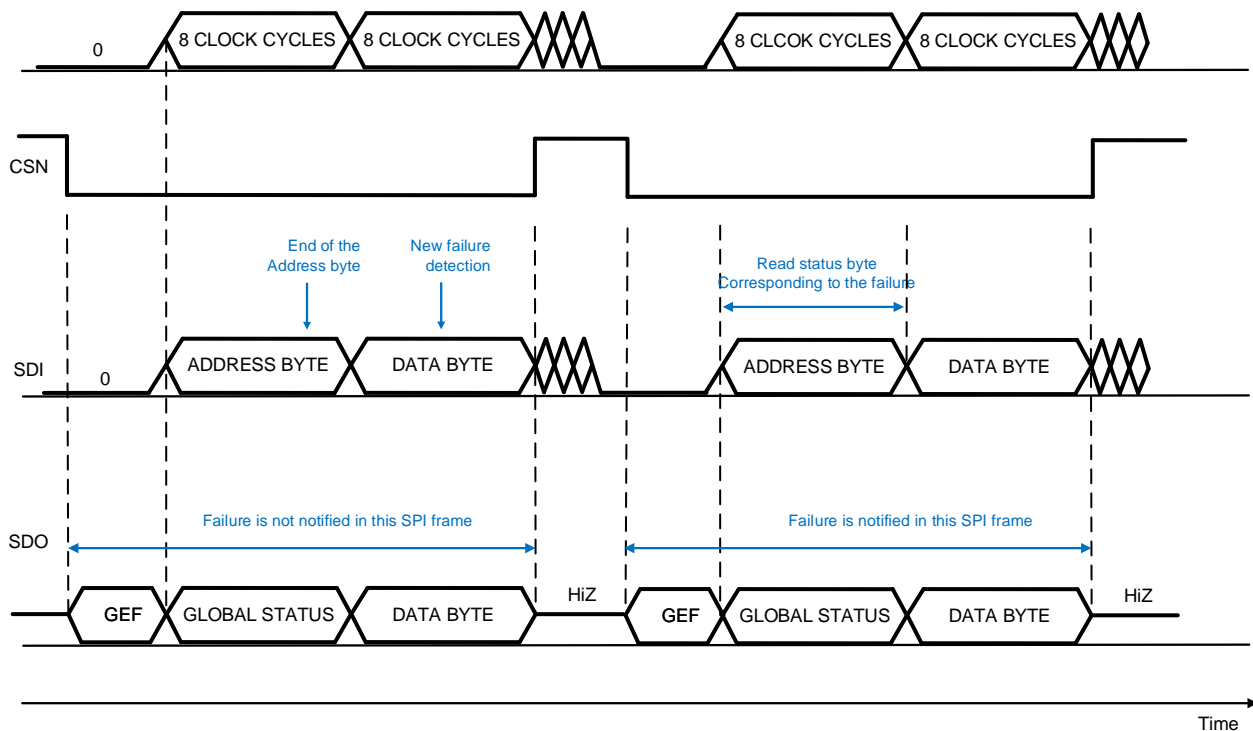 0
8 CLOCK CYCLES
8 CLOCK CYCLES
8 CLCOK CYCLES
8 CLOCK CYCLES
CSN
End of the
Address byte
New failure
detection
Read status byte
Corresponding to the failure
SDI
0
ADDRESS BYTE
DATA BYTE
ADDRESS BYTE
DATA BYTE
SDO
Failure is not notified in this SPI frame
Failure is notified in this SPI frame
GEF
GLOBAL STATUS
DATA BYTE
HiZ
GEF
GLOBAL STATUS
DATA BYTE
HiZ
Time